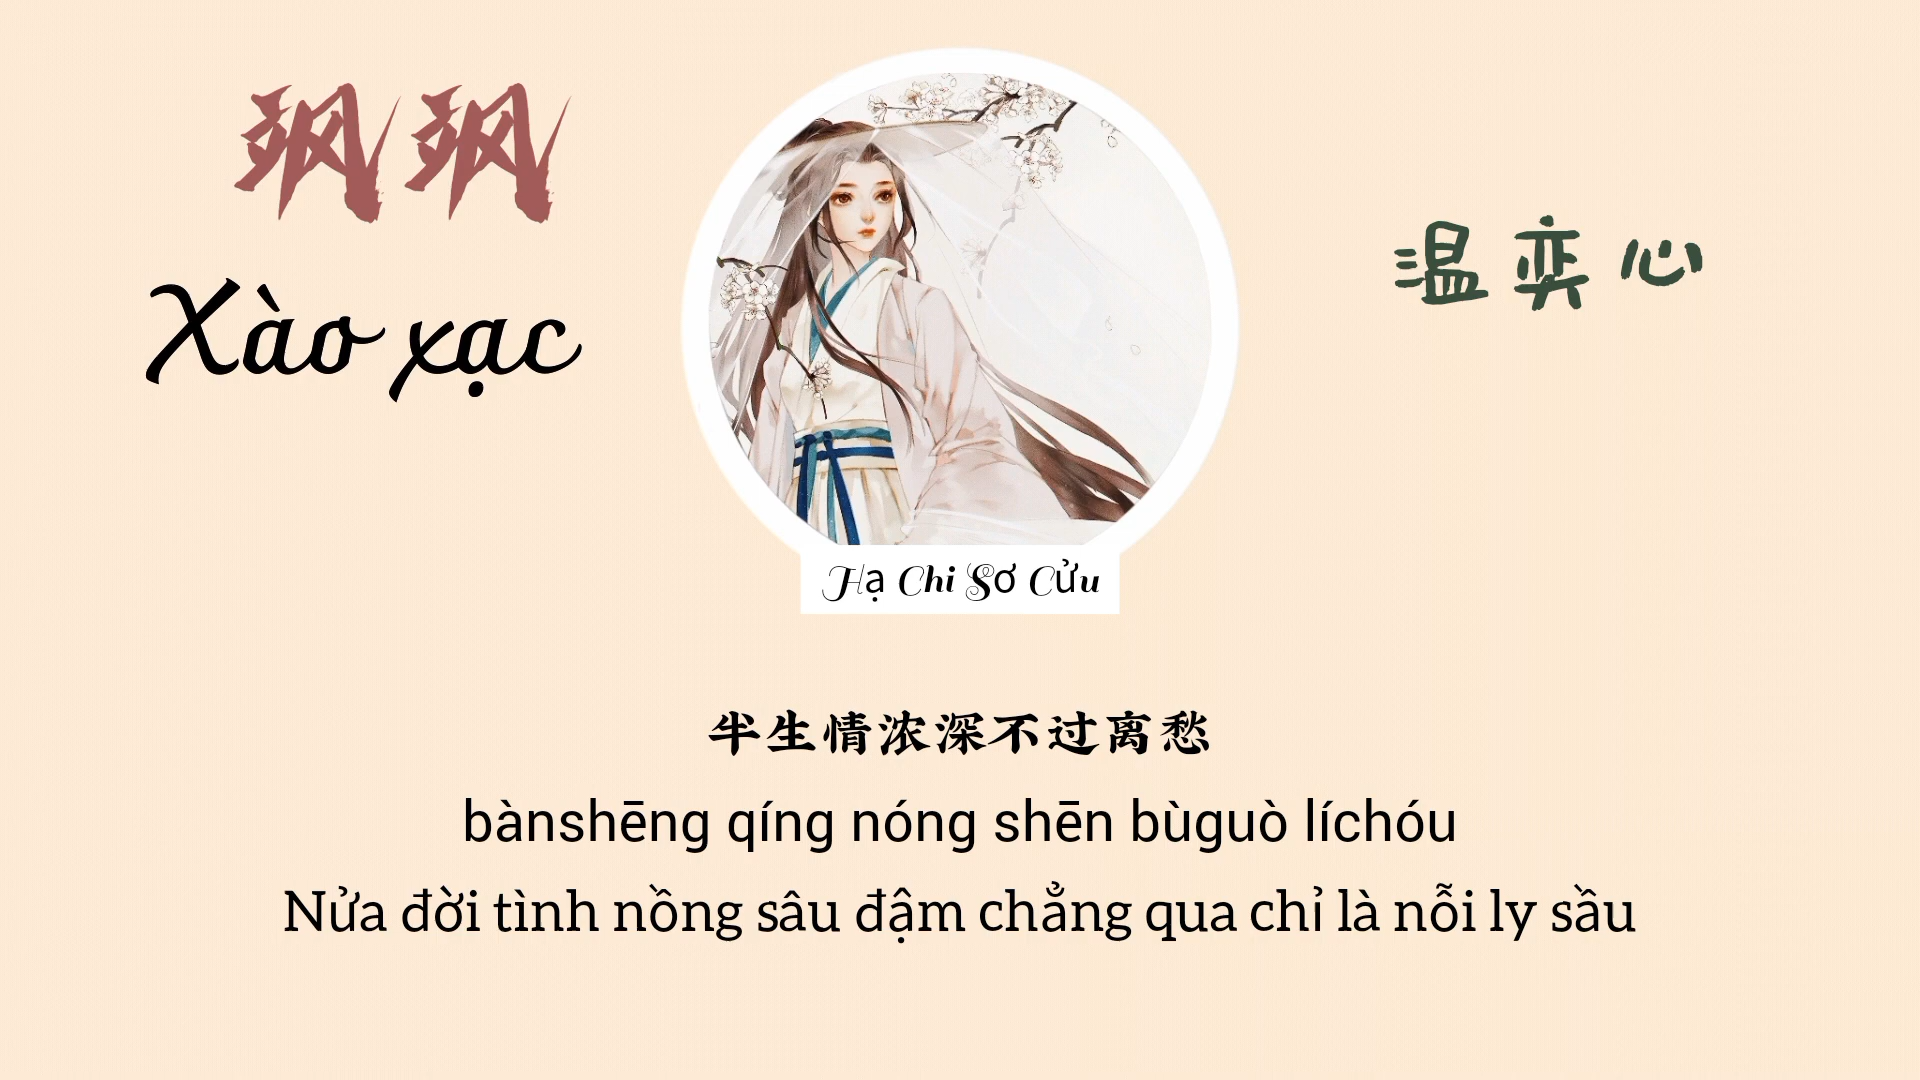 飒飒
Xào xạc
温奕心
Hạ Chi Sơ Cửu
半生情浓深不过离愁
bànshēng qíng nóng shēn bùguò líchóu
Nửa đời tình nồng sâu đậm chẳng qua chỉ là nỗi ly sầu